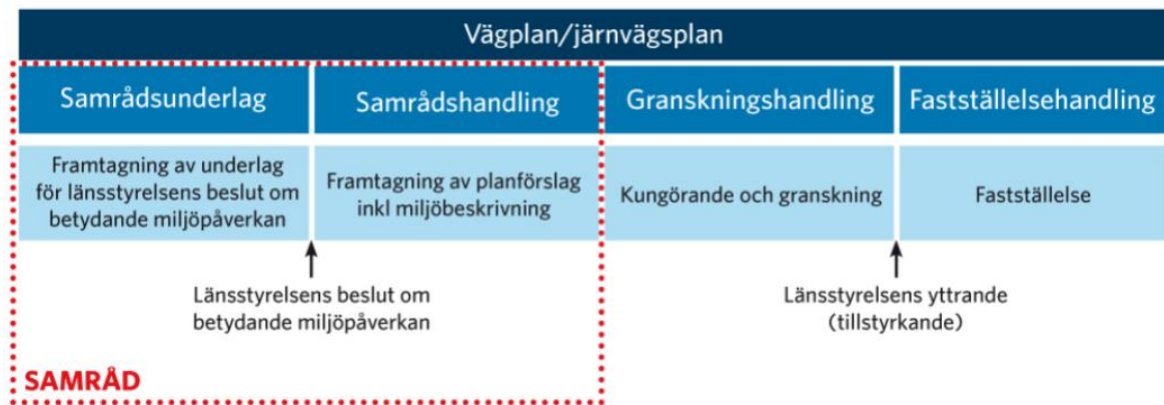 Vägplan/järnvägsplan
Samrådsunderlag
Samrådshandling
Granskningshandling
Fastställelsehandling
Framtagning av underlag
för länsstyrelsens beslut om
betydande miljöpåverkan
Framtagning av planförslag
inkl miljöbeskrivning
Kungörande och granskning
Fastställelse
Länsstyrelsens beslut om
betydande miljöpåverkan
Länsstyrelsens yttrande
(tillstyrkande)
SAMRÅD